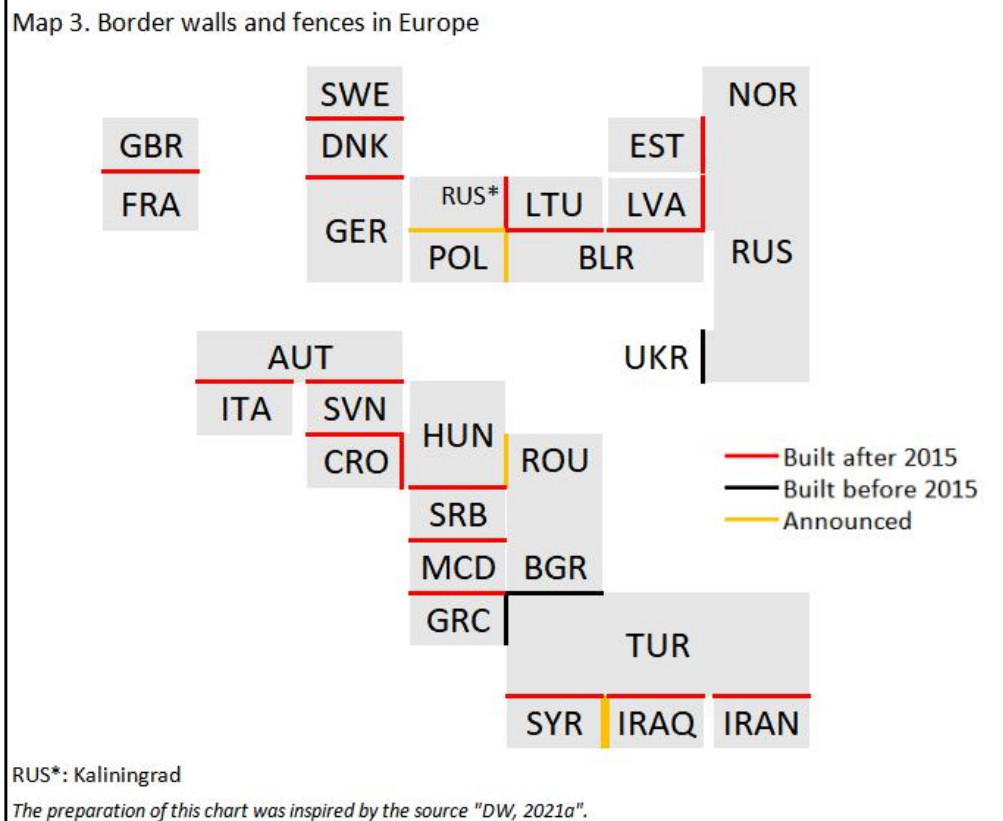 Map 3. Border walls and fences in Europe
SWE
NOR
GBR
DNK
EST
FRA
RUS*
LTU
LVA
GER
POL
BLR
RUS
AUT
UKR
ITA
SVN
HUN
CRO
ROU
Built after 2015
Built before 2015
SRB
Announced
MCD
BGR
GRC
TUR
SYR
IRAQ
IRAN
RUS*: Kaliningrad
The preparation of this chart was inspired by the source "DW, 2021a".